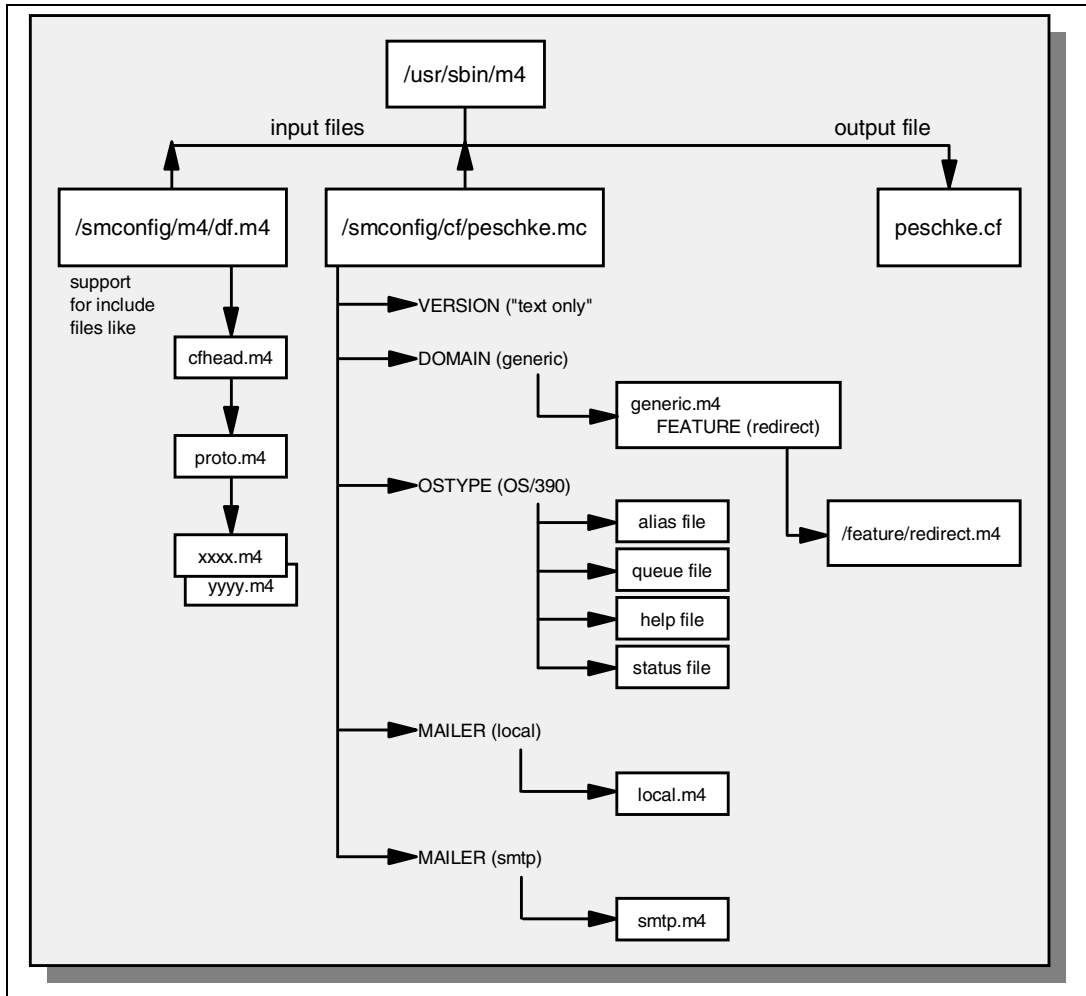 /usr/sbin/m4
input files
output file
/smconfig/m4/df.m4
/smconfig/cf/peschke.mc
peschke.cf
support
for include
files like
cfhead.m4
proto.m4
xxxx.m4
yyyy.m4
VERSION ("text only"
DOMAIN (generic)
generic.m4
FEATURE (redirect)
/feature/redirect.m4
OSTYPE (OS/390)
alias file
queue file
help file
status file
MAILER (local)
local.m4
MAILER (smtp)
smtp.m4